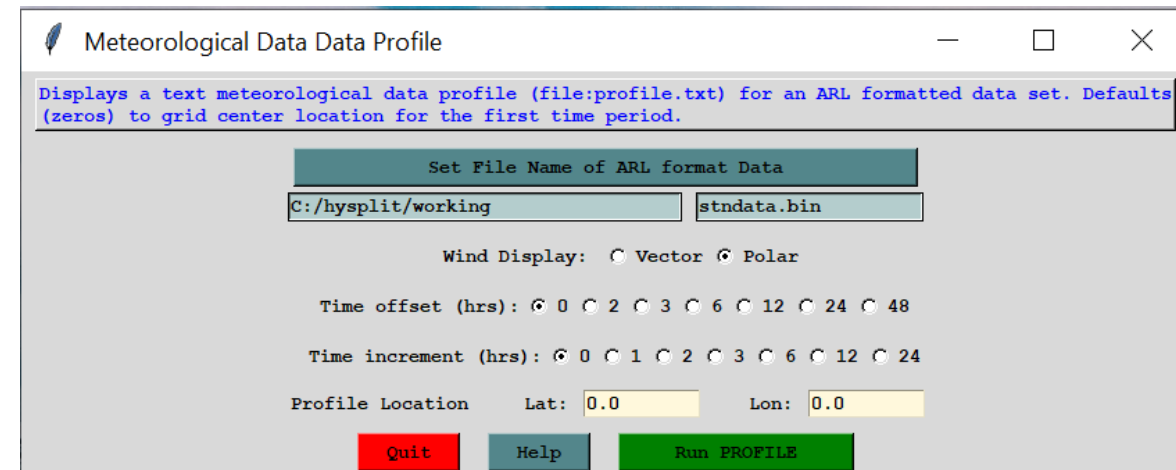 Meteorological Data Data Profile
Displays a text meteorological data profile (file:profile.txt) for an ARL formatted data set. Defaults
(zeros) to grid center location for the first time period.
Set File Name of ARL format Data
C:/hysplit/working stndata.bin
Wind Display: Vector Polar
Time offset (hrs): 0 2 3 6 12 24 48
Time increment (hrs): 0 1 2 3 6 12 24
Profile Location Lat: 0.0 Lon: 0.0
Quit Help Run PROFILE